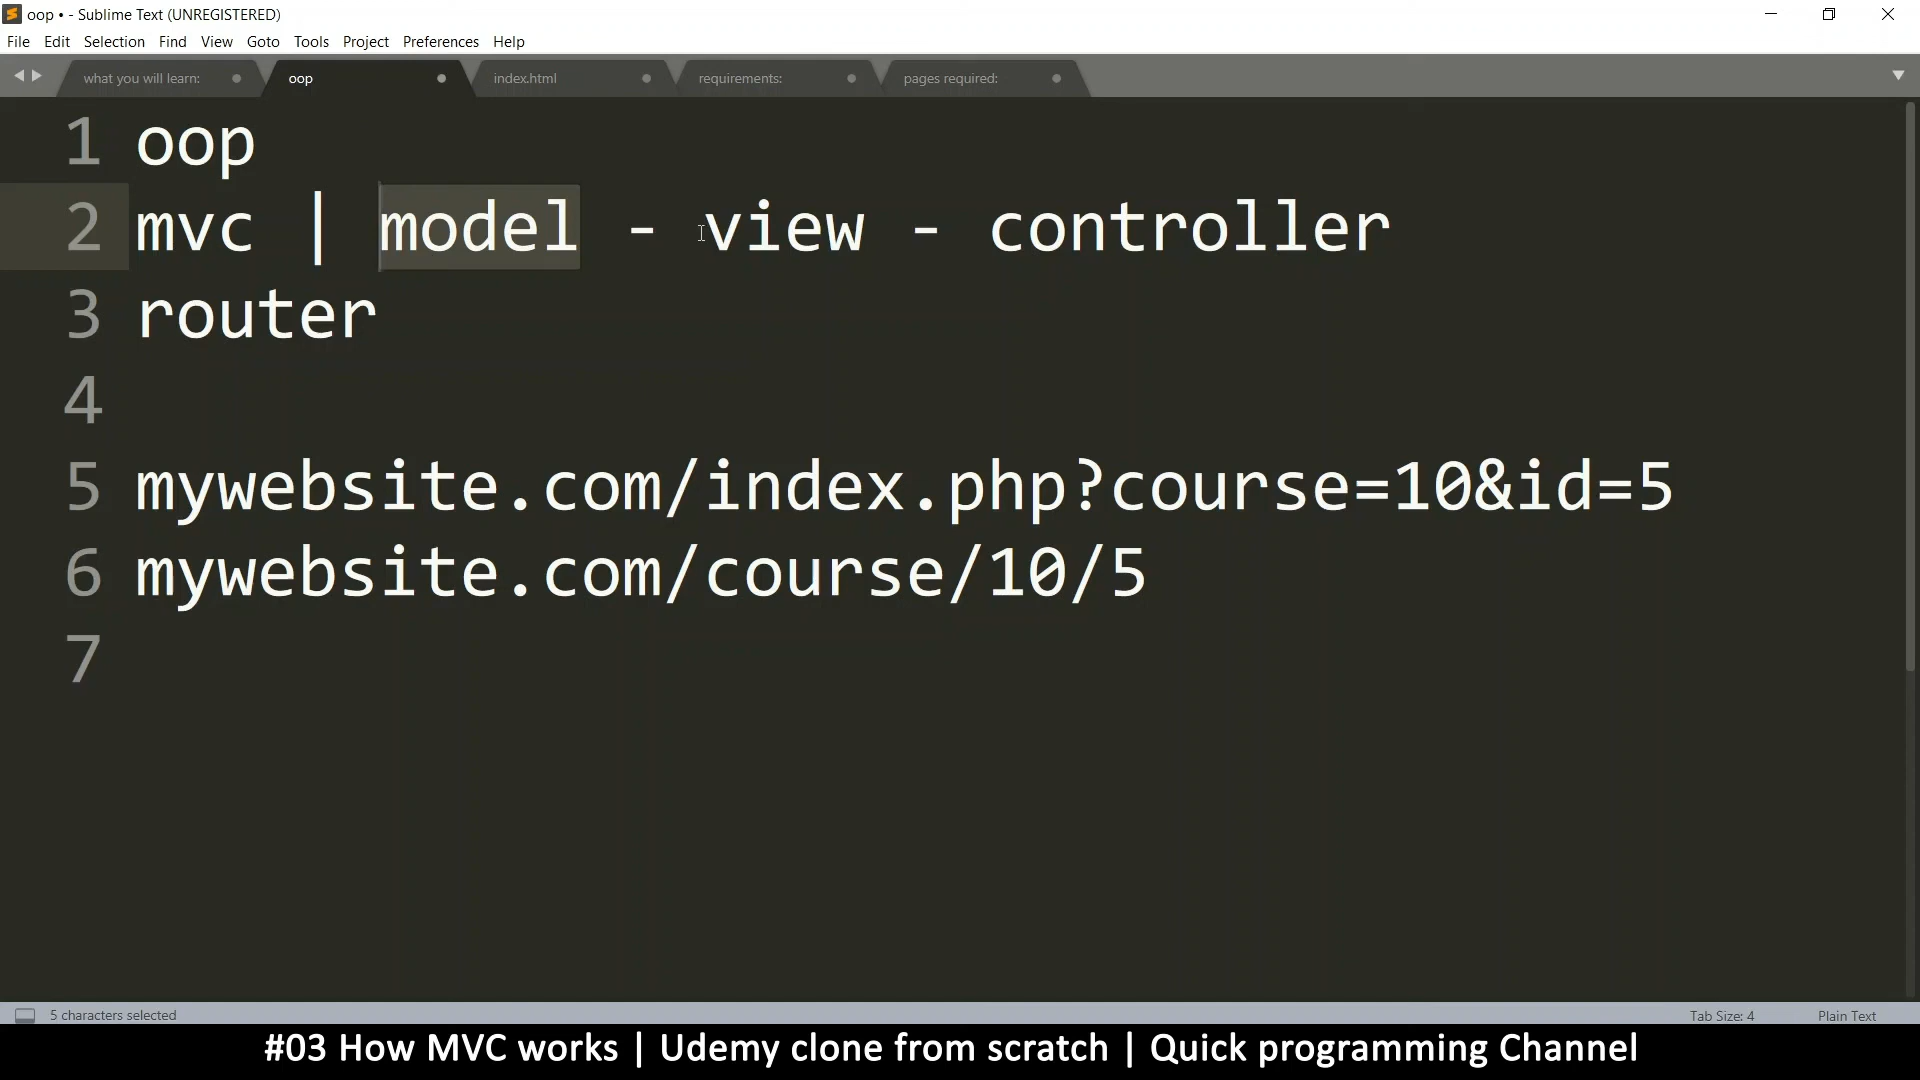 oop • - Sublime Text (UNREGISTERED)
File Edit Selection Find View Goto Tools Project Preferences Help
what you will learn: oop index.html requirements: pages required:
1 oop
2 mvc | model - view - controller
3 router
4
5 mywebsite.com/index.php?course=10&id=5
6 mywebsite.com/course/10/5
7
5 characters selected Tab Size: 4 Plain Text
#03 How MVC works | Udemy clone from scratch | Quick programming Channel